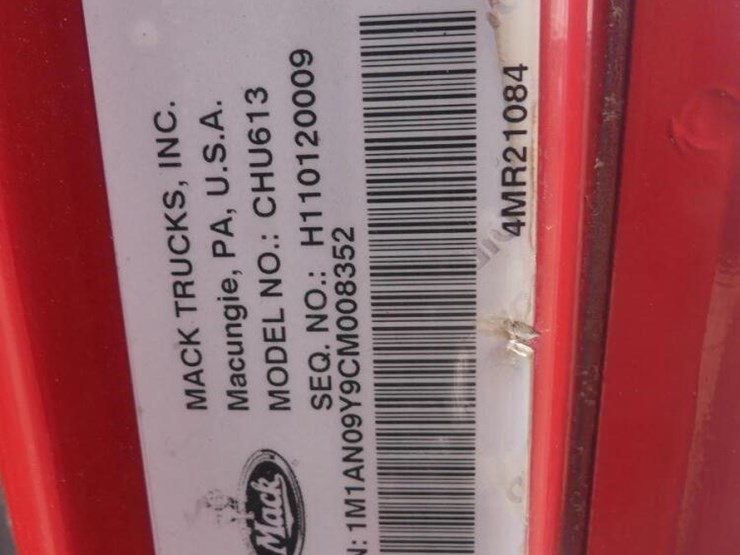 MACK TRUCKS, INC.
Macungie, PA, U.S.A.
MODEL NO.: CHU613
SEQ. NO.: H110120009
N: 1M1AN09Y9CM008352
4MR21084
Mack